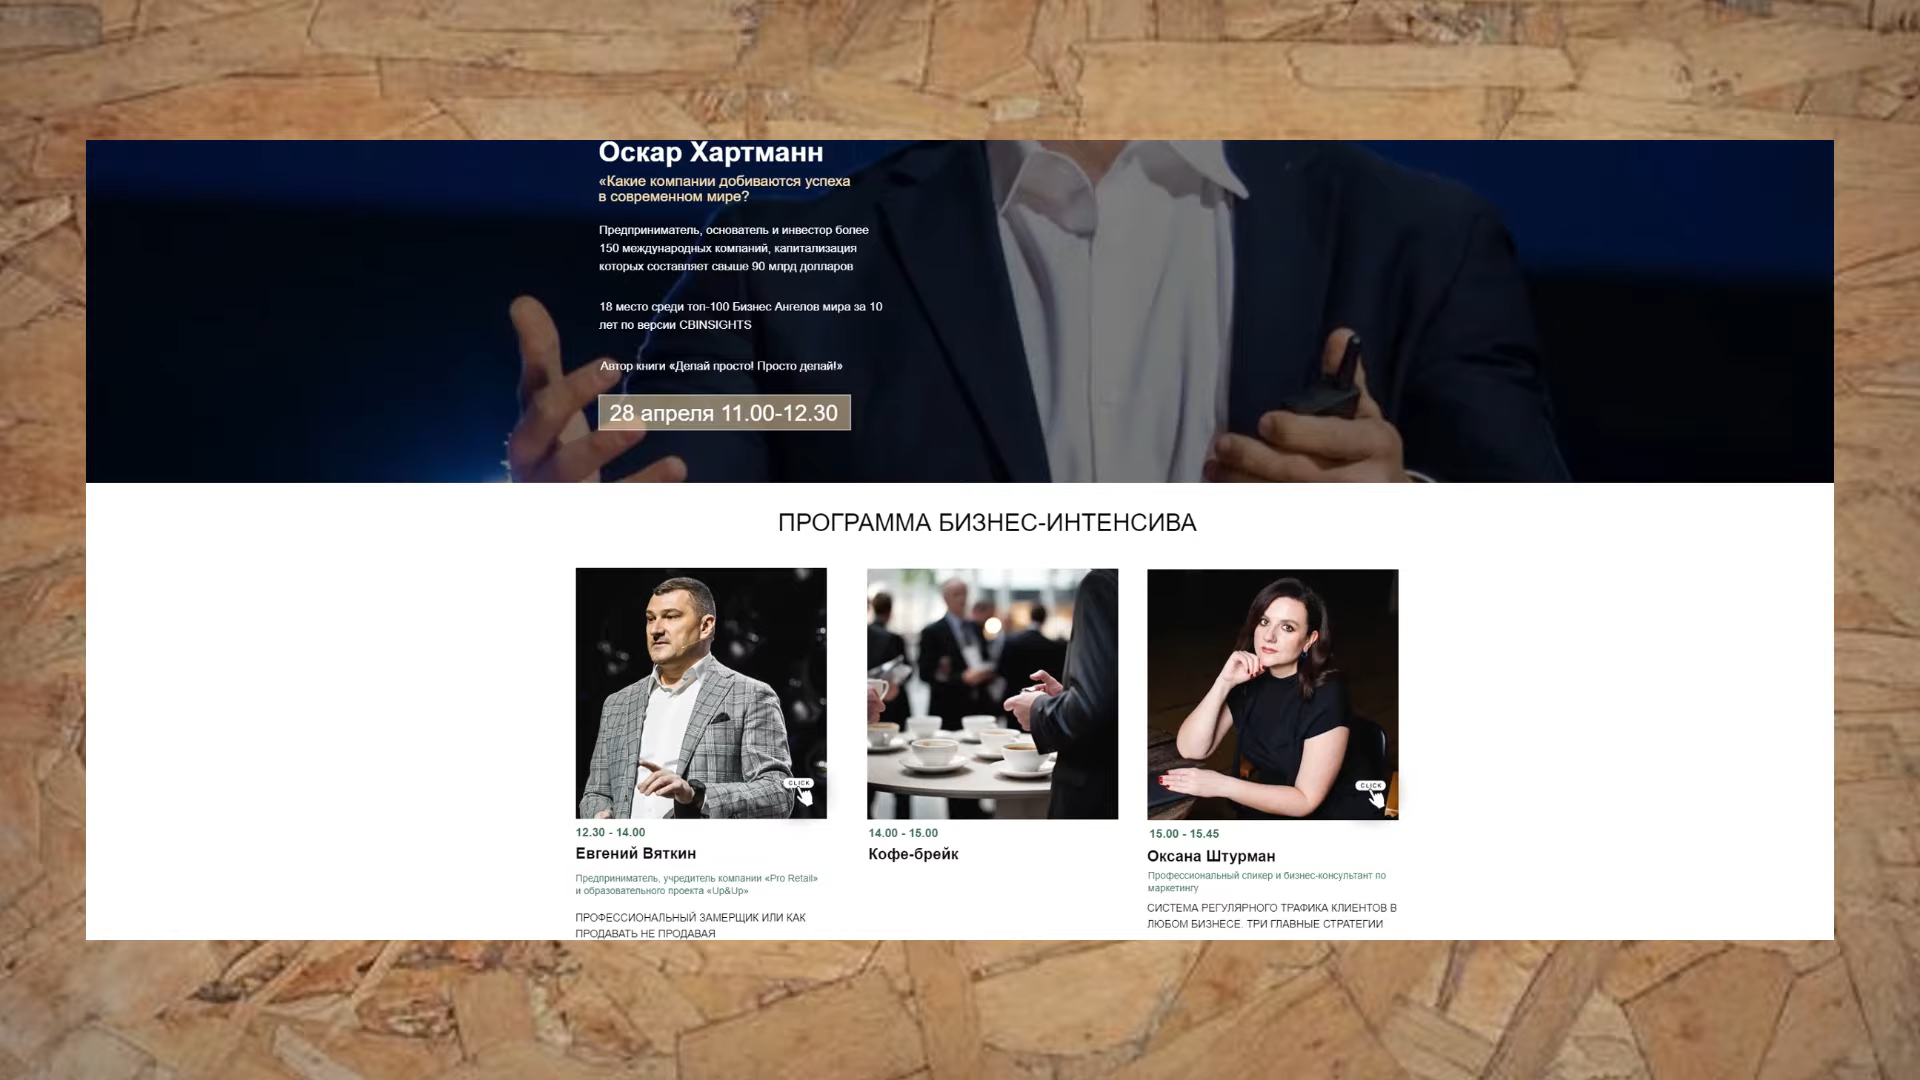 Оскар Хартманн
«Какие компании добиваются успеха
в современном мире?
Предприниматель, основатель и инвестор более
150 международных компаний, капитализация
которых составляет свыше 90 млрд долларов
18 место среди топ-100 Бизнес Ангелов мира за 10
лет по версии CBINSIGHTS
Автор книги «Делай просто! Просто делай!»
28 апреля 11.00-12.30
ПРОГРАММА БИЗНЕС-ИНТЕНСИВА
CLICK
12.30 - 14.00
Евгений Вяткин
Предприниматель, учредитель компании «Pro Retail»
и образовательного проекта «Up&Up»
ПРОФЕССИОНАЛЬНЫЙ ЗАМЕРЩИК ИЛИ КАК
ПРОДАВАТЬ НЕ ПРОДАВАЯ
14.00 - 15.00
Кофе-брейк
CLICK
15.00 - 15.45
Оксана Штурман
Профессиональный спикер и бизнес-консультант по
маркетингу
СИСТЕМА РЕГУЛЯРНОГО ТРАФИКА КЛИЕНТОВ В
ЛЮБОМ БИЗНЕСЕ. ТРИ ГЛАВНЫЕ СТРАТЕГИИ